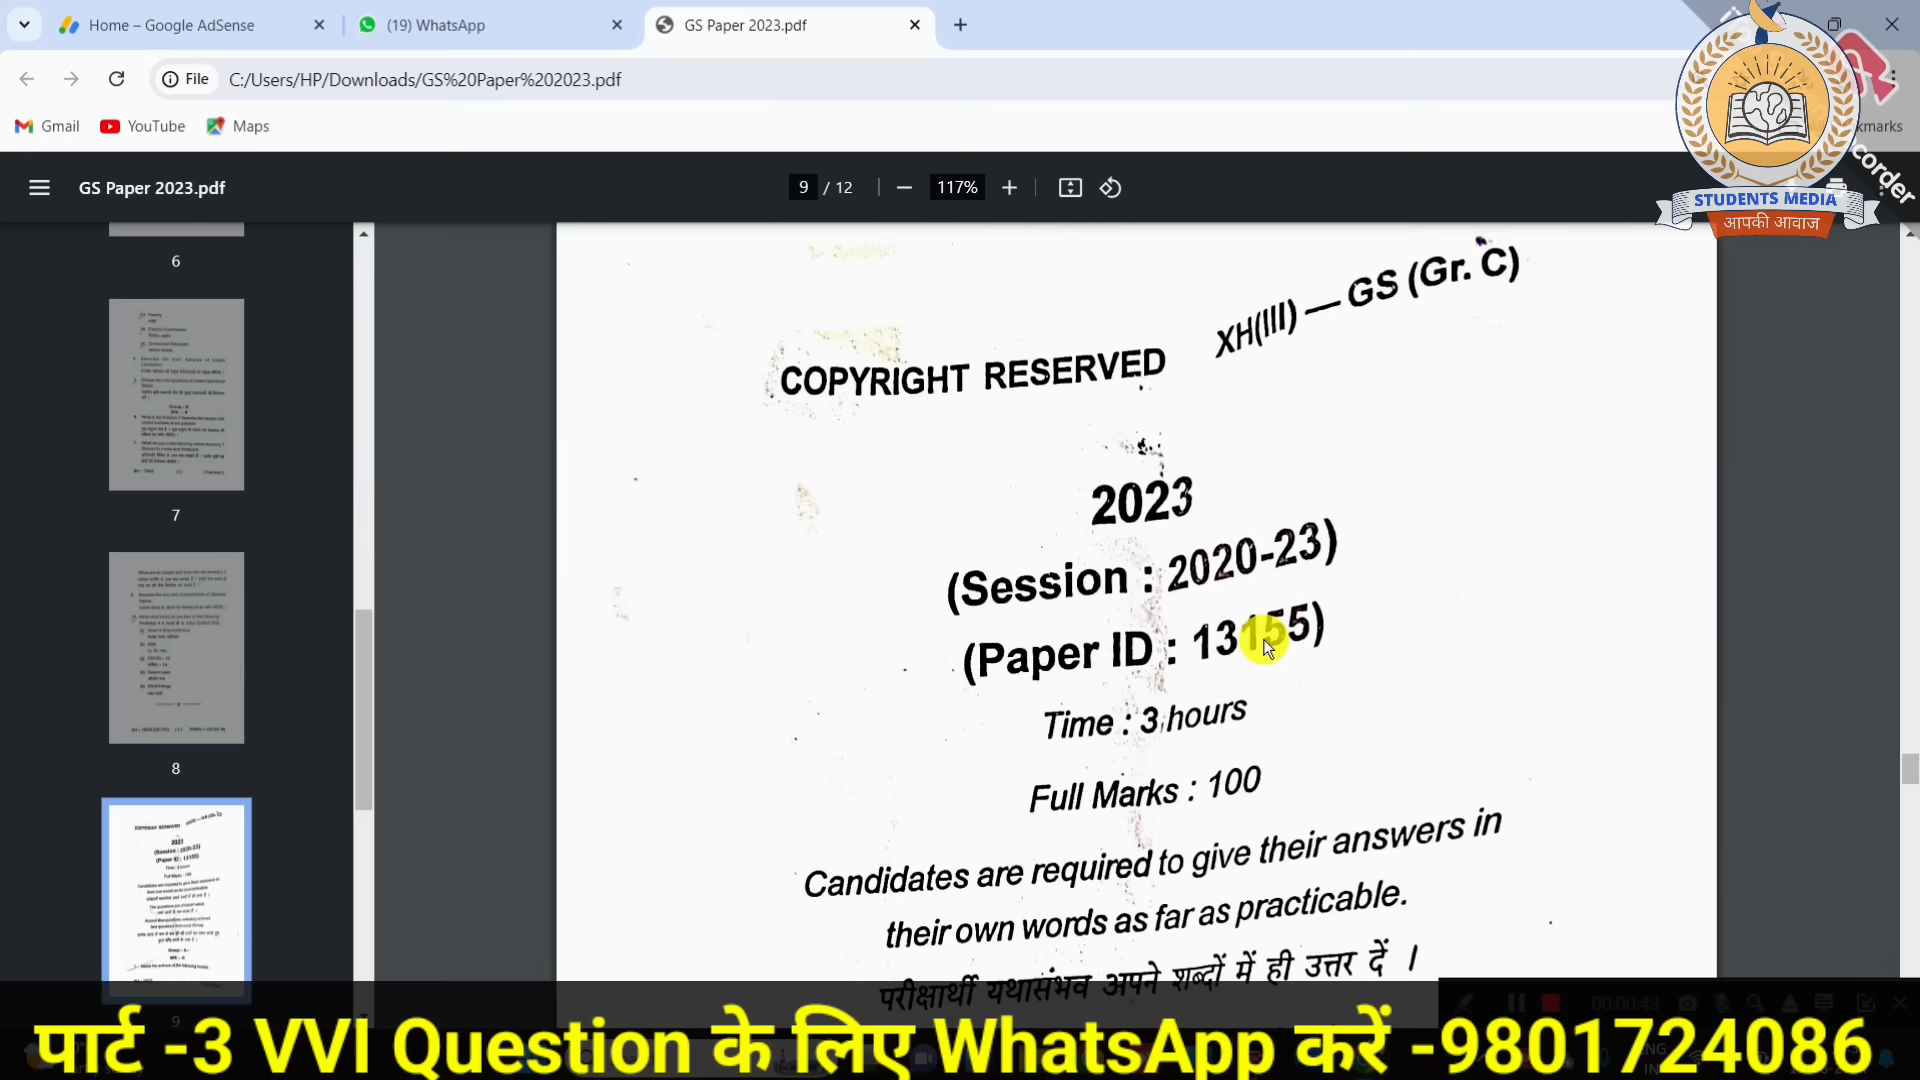 Home – Google AdSense
(19) WhatsApp
GS Paper 2023.pdf
File
C:/Users/HP/Downloads/GS%20Paper%202023.pdf
Gmail
YouTube
Maps
kmarks
corder
STUDENTS MEDIA
आपकी आवाज
GS Paper 2023.pdf
9 / 12
117%
6
7
8
9
XH(III) — GS (Gr. C)
COPYRIGHT RESERVED
2023
(Session : 2020-23)
(Paper ID : 13155)
Time : 3 hours
Full Marks : 100
Candidates are required to give their answers in
their own words as far as practicable.
परीक्षार्थी यथासंभव अपने शब्दों में ही उत्तर दें ।
00:00:43
पार्ट -3 VVI Question के लिए WhatsApp करें -9801724086